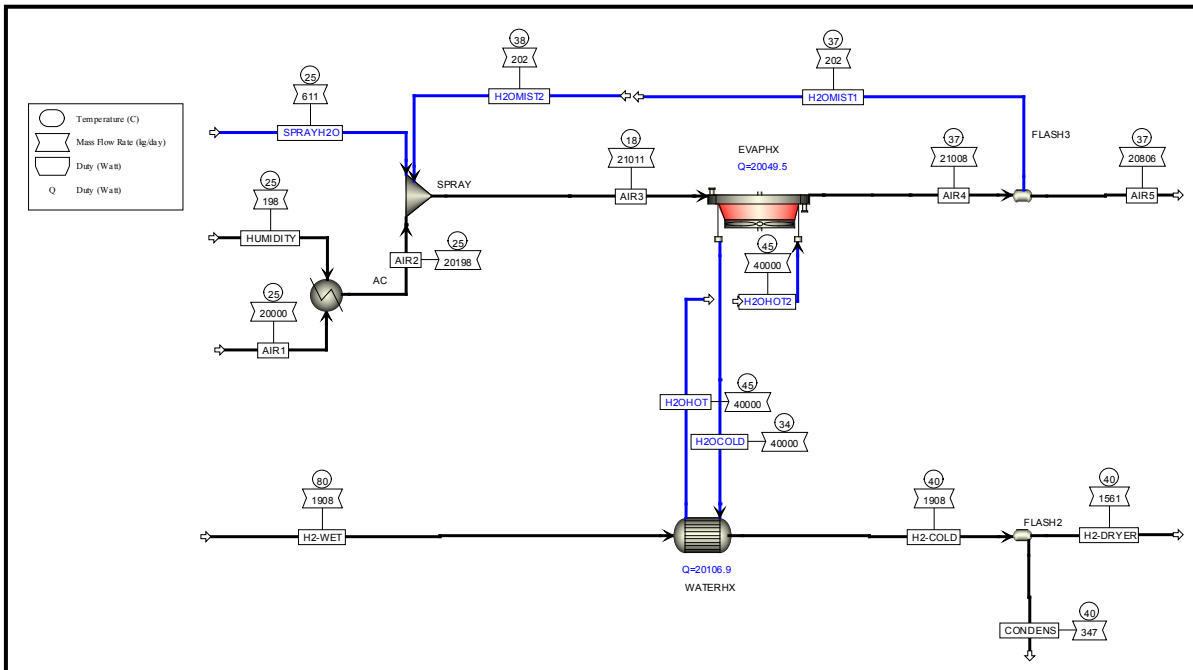 Temperature (C)
Mass Flow Rate (kg/day)
Duty (Watt)
Q Duty (Watt)
38
202
H2OMIST2
37
202
H2OMIST1
25
611
SPRAYH2O
FLASH3
EVAPHX
Q=20049.5
18
21011
AIR3
37
21008
AIR4
37
20806
AIR5
SPRAY
25
198
HUMIDITY
AIR2
25
20198
AC
45
40000
H2OHOT2
25
20000
AIR1
H2OHOT
45
40000
H2OCOLD
34
40000
80
1908
H2-WET
40
1908
H2-COLD
FLASH2
40
1561
H2-DRYER
Q=20106.9
WATERHX
CONDENS
40
347